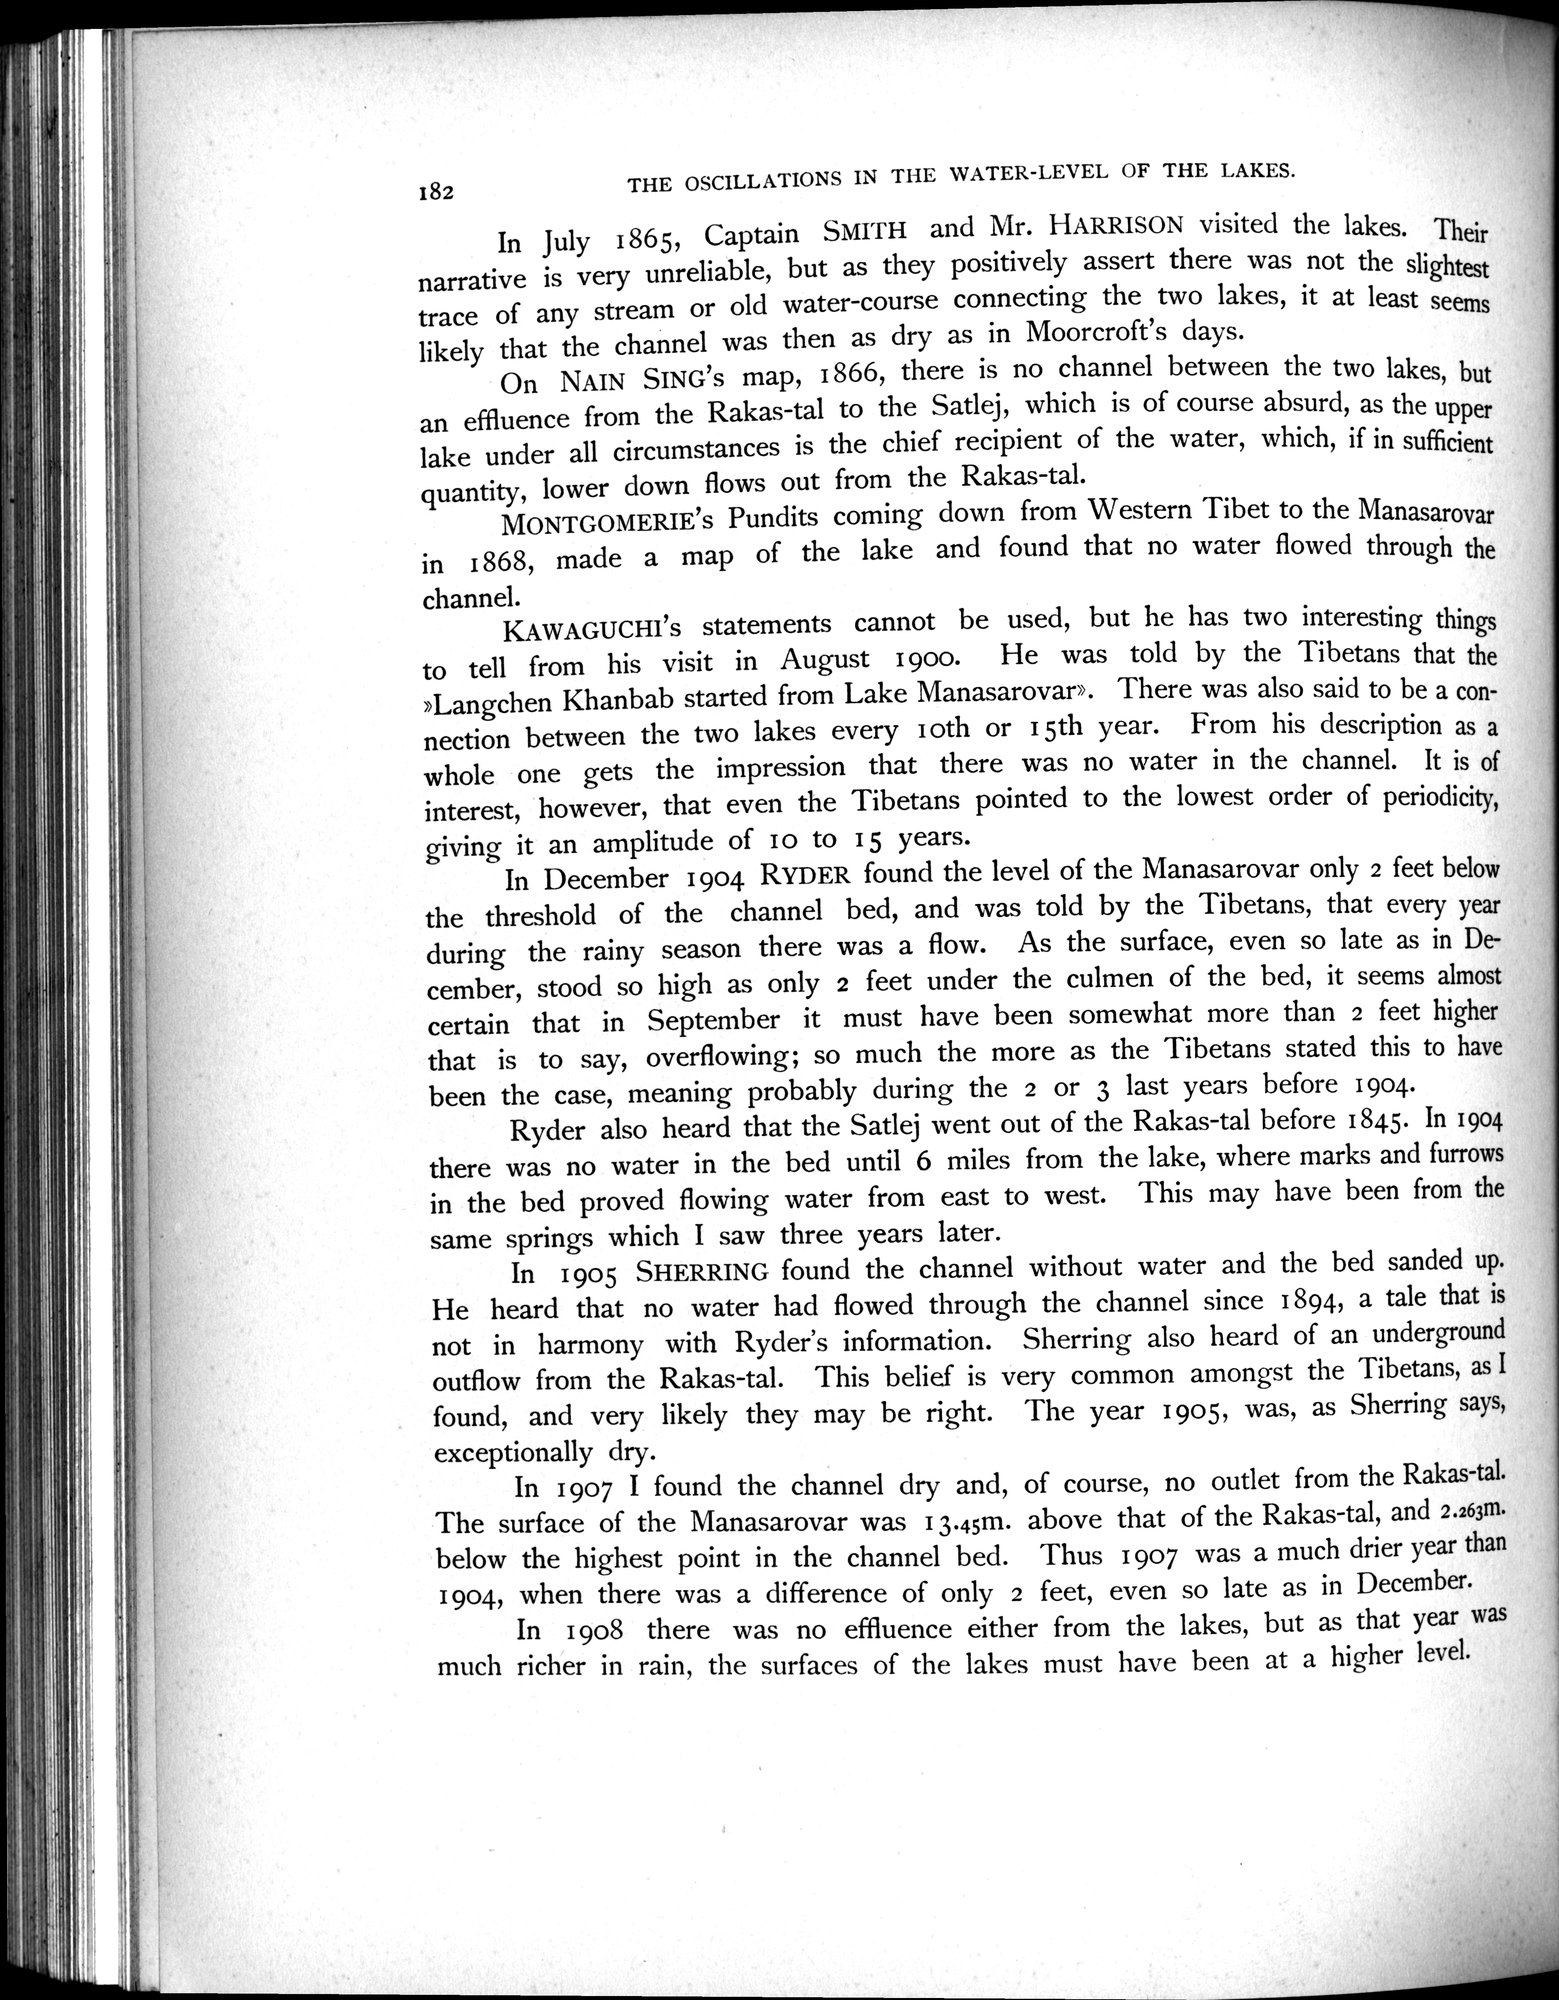 182 THE OSCILLATIONS IN THE WATER-LEVEL OF THE LAKES.
In July 1865, Captain SMITH and Mr. HARRISON visited the lakes. Their
narrative is very unreliable, but as they positively assert there was not the slightest
trace of any stream or old water-course connecting the two lakes, it at least seems
likely that the channel was then as dry as in Moorcroft's days.
On NAIN SING's map, 1866, there is no channel between the two lakes, but
an effluence from the Rakas-tal to the Satlej, which is of course absurd, as the upper
lake under all circumstances is the chief recipient of the water, which, if in sufficient
quantity, lower down flows out from the Rakas-tal.
MONTGOMERIE's Pundits coming down from Western Tibet to the Manasarovar
in 1868, made a map of the lake and found that no water flowed through the
channel.
KAWAGUCHI's statements cannot be used, but he has two interesting things
to tell from his visit in August 1900. He was told by the Tibetans that the
»Langchen Khanbab started from Lake Manasarovar». There was also said to be a con-
nection between the two lakes every 10th or 15th year. From his description as a
whole one gets the impression that there was no water in the channel. It is of
interest, however, that even the Tibetans pointed to the lowest order of periodicity,
giving it an amplitude of 10 to 15 years.
In December 1904 RYDER found the level of the Manasarovar only 2 feet below
the threshold of the channel bed, and was told by the Tibetans, that every year
during the rainy season there was a flow. As the surface, even so late as in De-
cember, stood so high as only 2 feet under the culmen of the bed, it seems almost
certain that in September it must have been somewhat more than 2 feet higher
that is to say, overflowing; so much the more as the Tibetans stated this to have
been the case, meaning probably during the 2 or 3 last years before 1904.
Ryder also heard that the Satlej went out of the Rakas-tal before 1845. In 1904
there was no water in the bed until 6 miles from the lake, where marks and furrows
in the bed proved flowing water from east to west. This may have been from the
same springs which I saw three years later.
In 1905 SHERRING found the channel without water and the bed sanded up.
He heard that no water had flowed through the channel since 1894, a tale that is
not in harmony with Ryder's information. Sherring also heard of an underground
outflow from the Rakas-tal. This belief is very common amongst the Tibetans, as I
found, and very likely they may be right. The year 1905, was, as Sherring says,
exceptionally dry.
In 1907 I found the channel dry and, of course, no outlet from the Rakas-tal.
The surface of the Manasarovar was 13.45m. above that of the Rakas-tal, and 2.263m.
below the highest point in the channel bed. Thus 1907 was a much drier year than
1904, when there was a difference of only 2 feet, even so late as in December.
In 1908 there was no effluence either from the lakes, but as that year was
much richer in rain, the surfaces of the lakes must have been at a higher level.